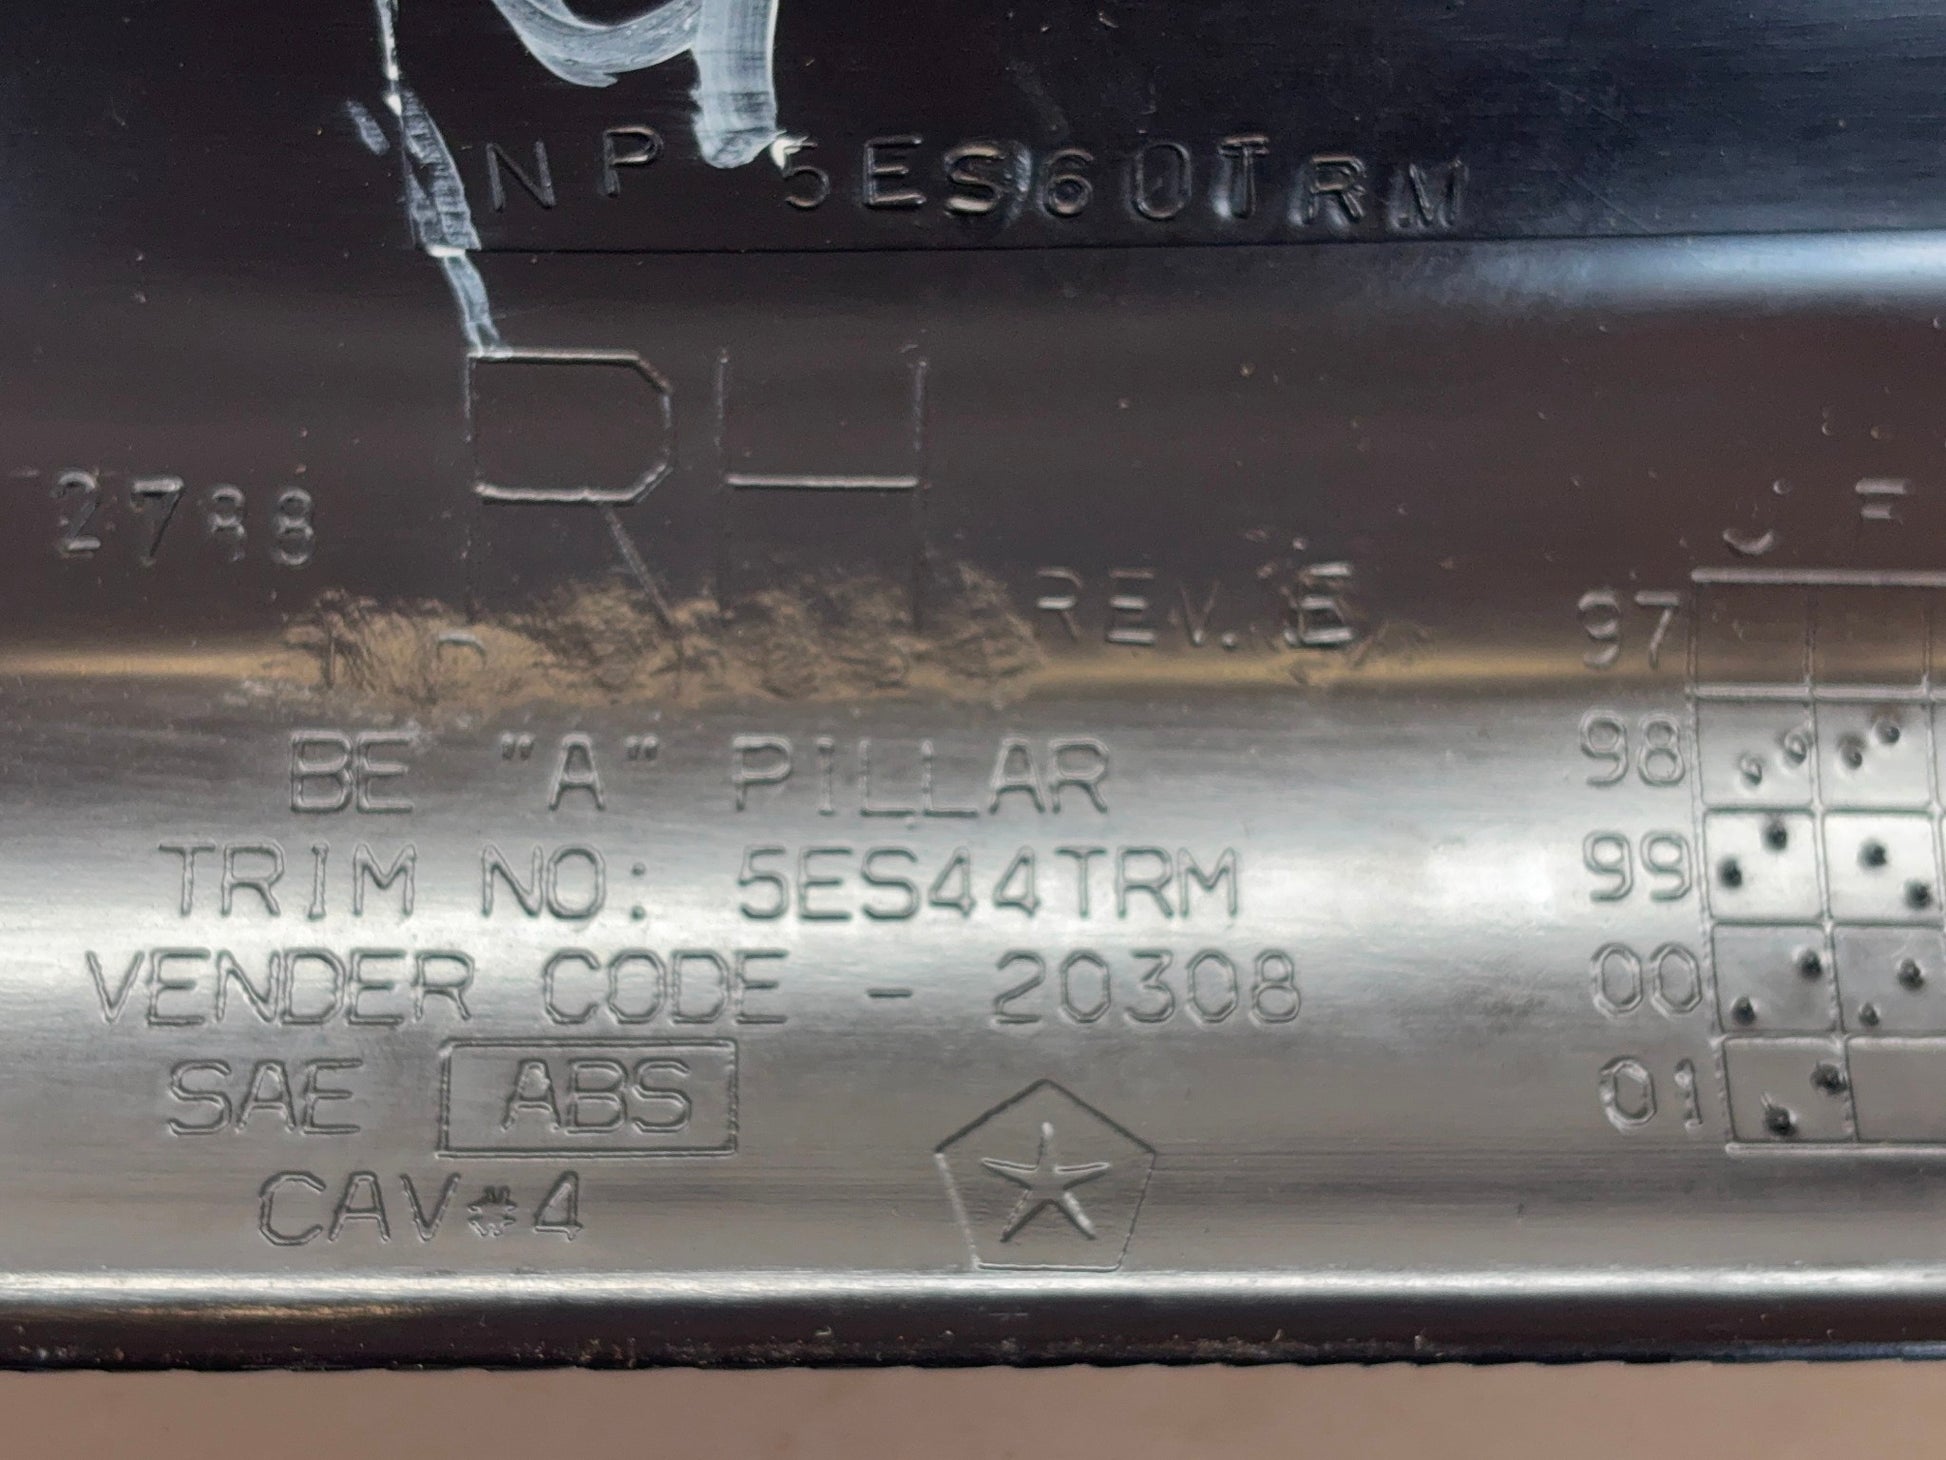 NP 5ES60TRM
RH
REV. E
BE "A" PILLAR
TRIM NO: 5ES44TRM
VENDER CODE - 20308
SAE ABS
CAV#4
J F
97
98
99
00
01